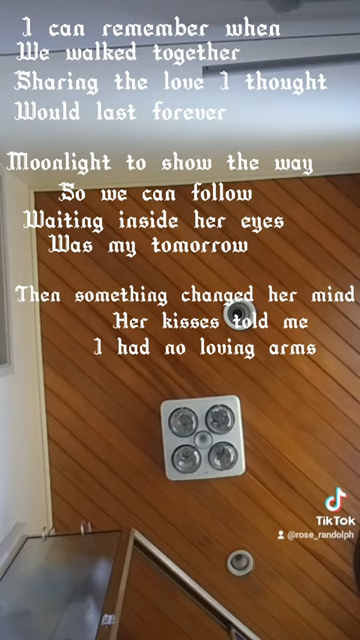 I can remember when
We walked together
Sharing the love I thought
Would last forever
Moonlight to show the way
So we can follow
Waiting inside her eyes
Was my tomorrow
Then something changed her mind
Her kisses told me
I had no loving arms
TikTok
@rose_randolph